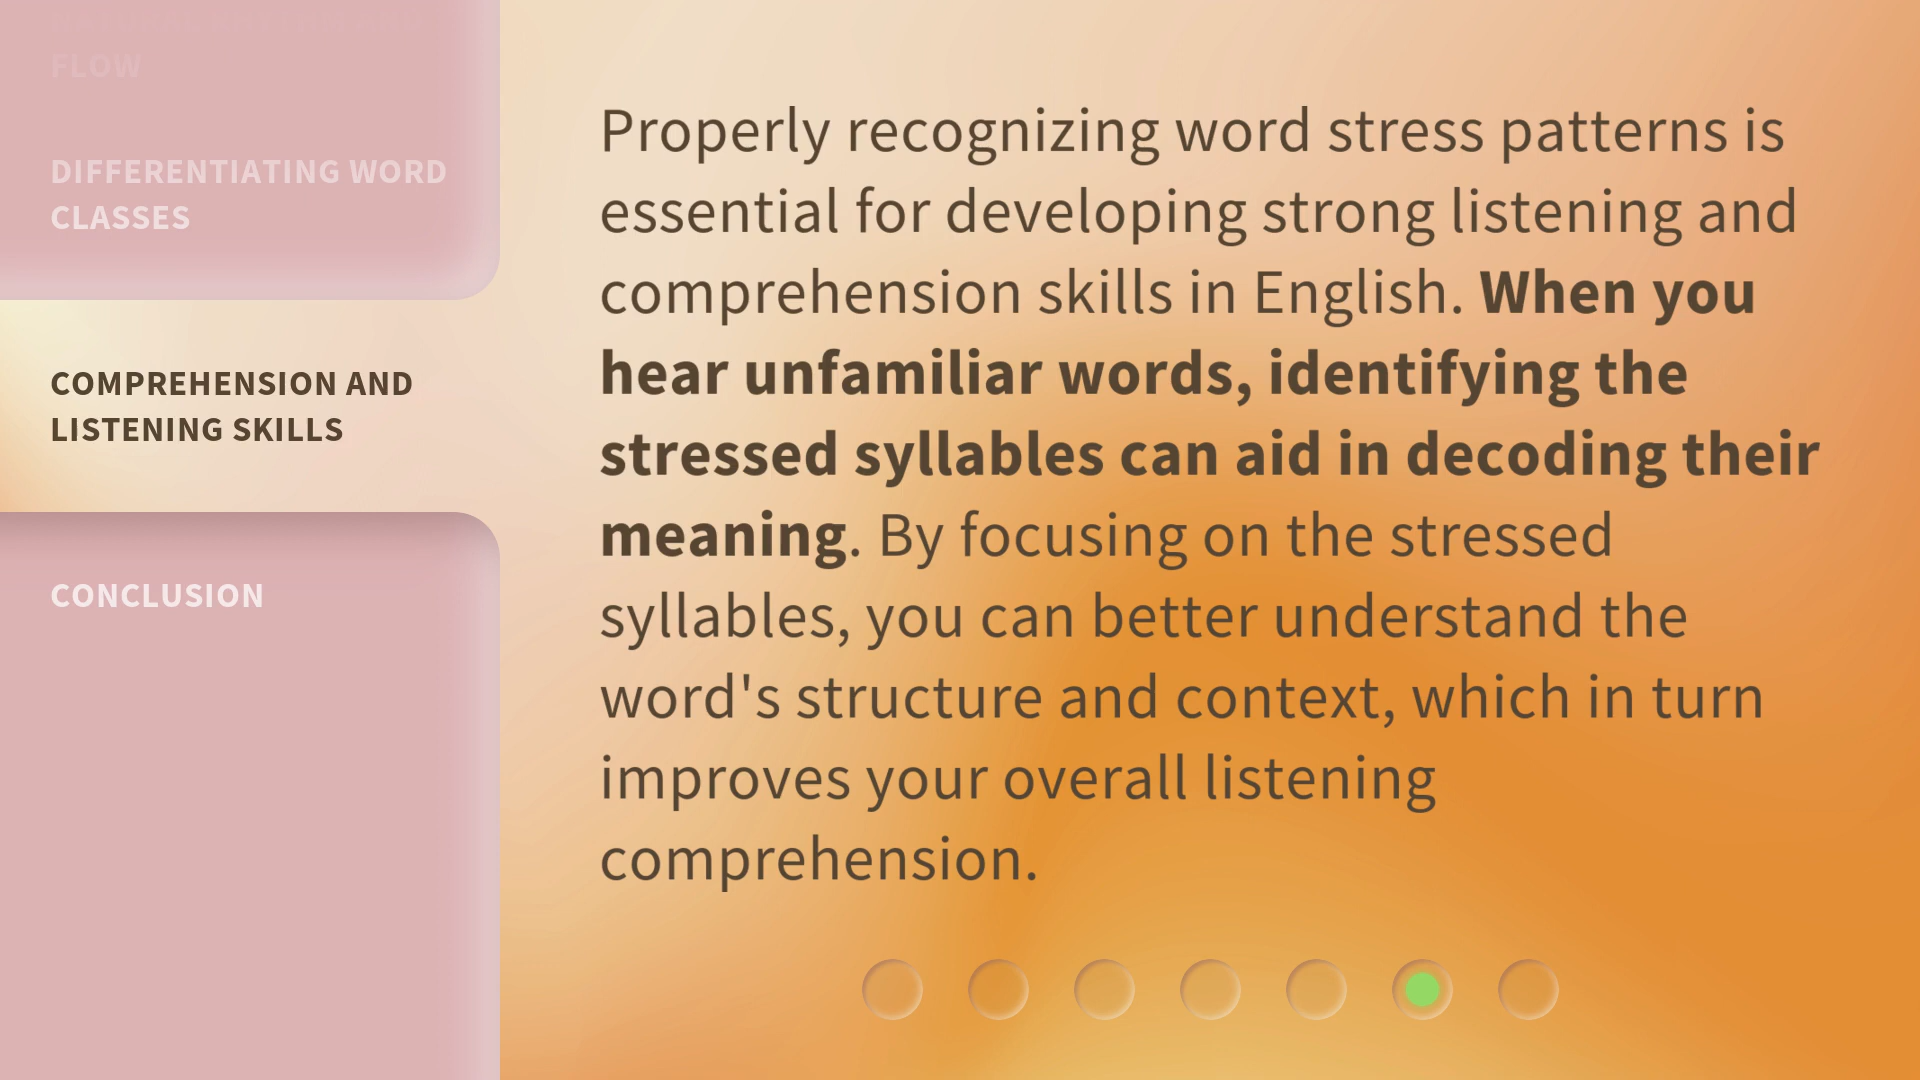 FLOW
DIFFERENTIATING WORD
CLASSES
COMPREHENSION AND
LISTENING SKILLS
CONCLUSION
Properly recognizing word stress patterns is
essential for developing strong listening and
comprehension skills in English. When you
hear unfamiliar words, identifying the
stressed syllables can aid in decoding their
meaning. By focusing on the stressed
syllables, you can better understand the
word's structure and context, which in turn
improves your overall listening
comprehension.